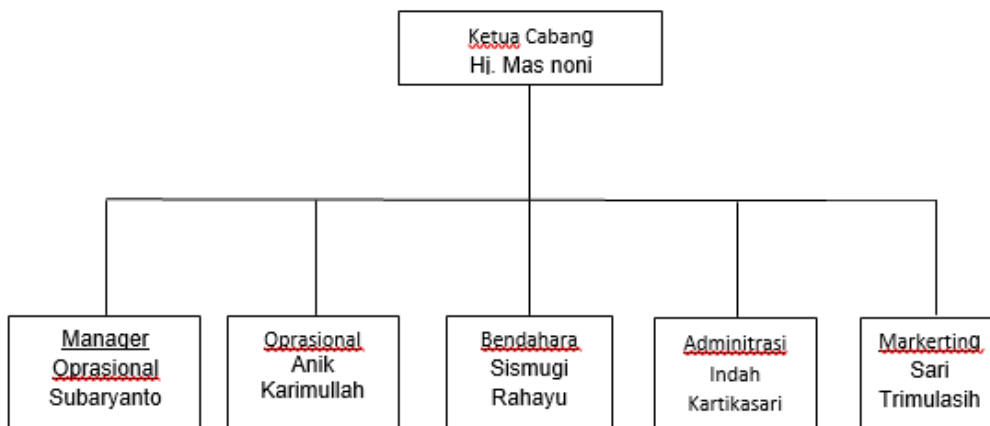 Ketua Cabang
Hj. Mas noni
Manager
Oprasional
Subaryanto
Oprasional
Anik
Karimullah
Bendahara
Sismugi
Rahayu
Adminitrasi
Indah
Kartikasari
Markerting
Sari
Trimulasih